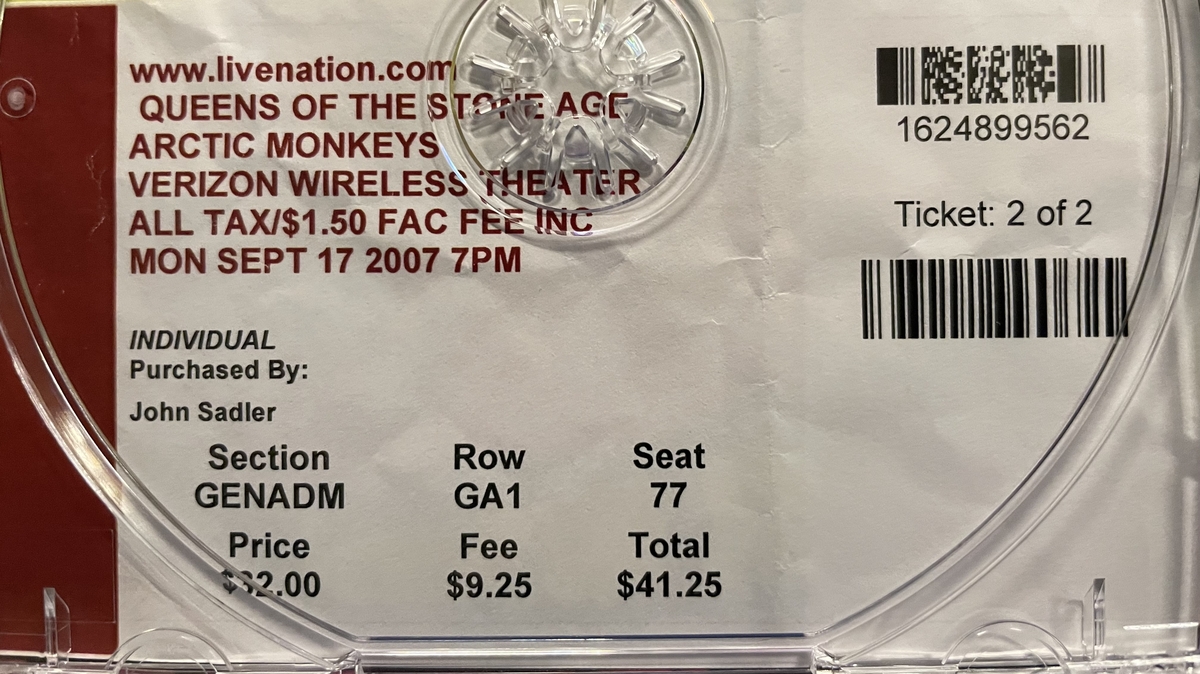 www.livenation.com
QUEENS OF THE STONE AGE
ARCTIC MONKEYS
VERIZON WIRELESS THEATER
ALL TAX/$1.50 FAC FEE INC
MON SEPT 17 2007 7PM
1624899562
Ticket: 2 of 2
INDIVIDUAL
Purchased By:
John Sadler
Section Row Seat
GENADM GA1 77
Price Fee Total
$32.00 $9.25 $41.25